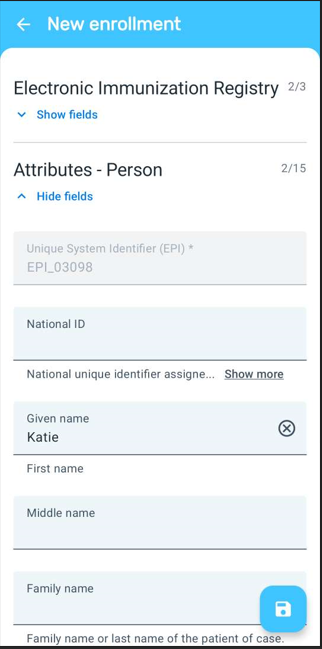 New enrollment
Electronic Immunization Registry 2/3
Show fields
Attributes - Person 2/15
Hide fields
Unique System Identifier (EPI) *
EPI_03098
National ID
National unique identifier assigne... Show more
Given name
Katie
First name
Middle name
Family name
Family name or last name of the patient of case.